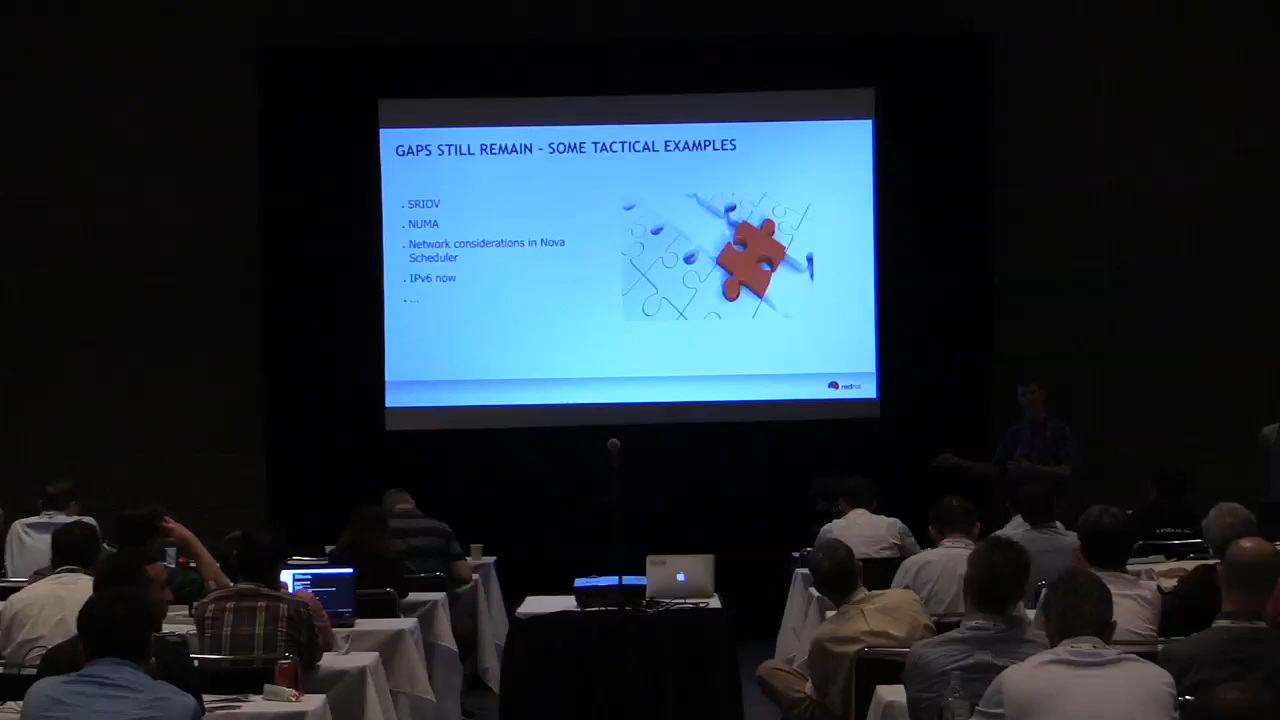 GAPS STILL REMAIN - SOME TACTICAL EXAMPLES
. SRIOV
. NUMA
. Network considerations in Nova
Scheduler
. IPv6 now
. ...
redhat